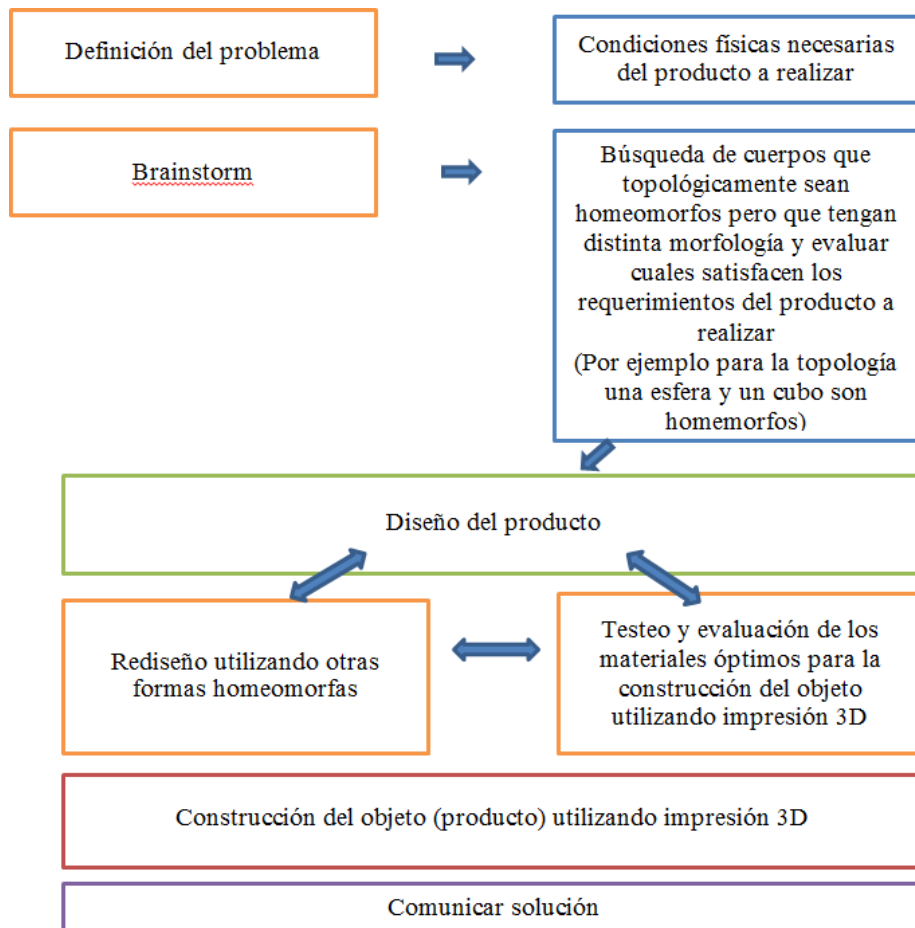 Definición del problema
Condiciones físicas necesarias
del producto a realizar
Brainstorm
Búsqueda de cuerpos que
topológicamente sean
homeomorfos pero que tengan
distinta morfología y evaluar
cuales satisfacen los
requerimientos del producto a
realizar
(Por ejemplo para la topología
una esfera y un cubo son
homemorfos)
Diseño del producto
Rediseño utilizando otras
formas homeomorfas
Testeo y evaluación de los
materiales óptimos para la
construcción del objeto
utilizando impresión 3D
Construcción del objeto (producto) utilizando impresión 3D
Comunicar solución